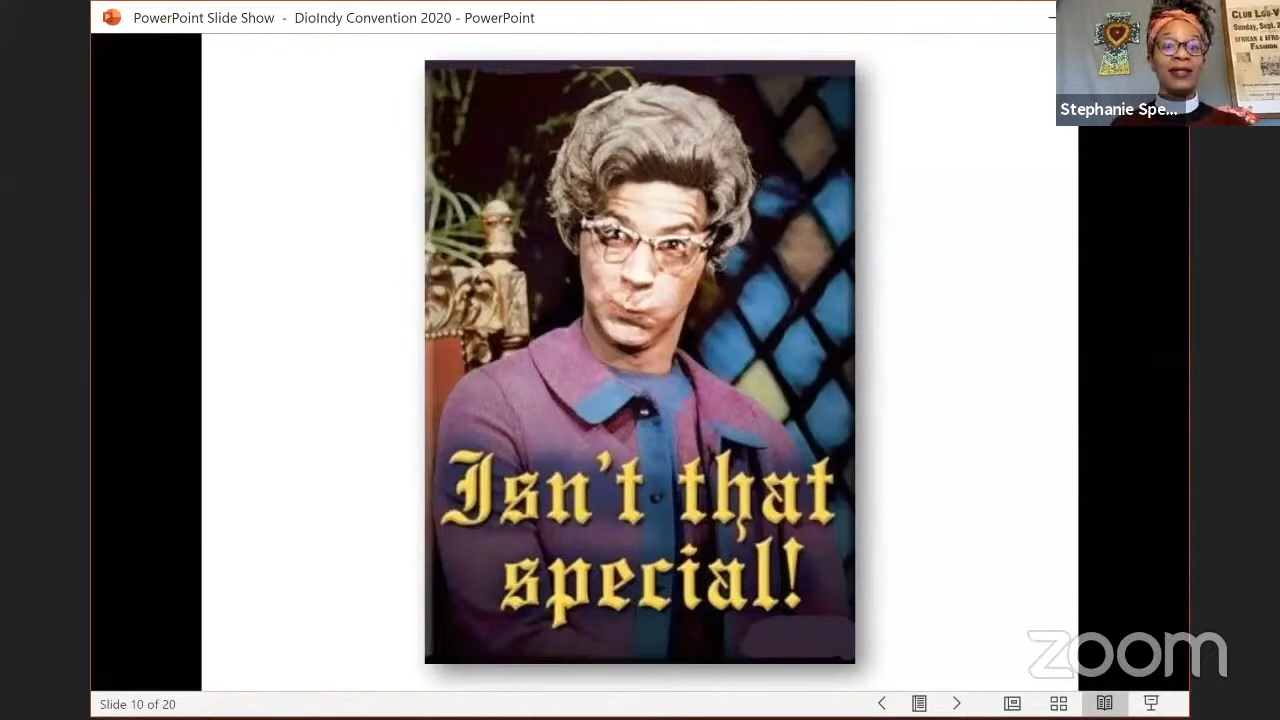 PowerPoint Slide Show - DioIndy Convention 2020 - PowerPoint
Stephanie Spe...
Isn't that
special!
zoom
Slide 10 of 20